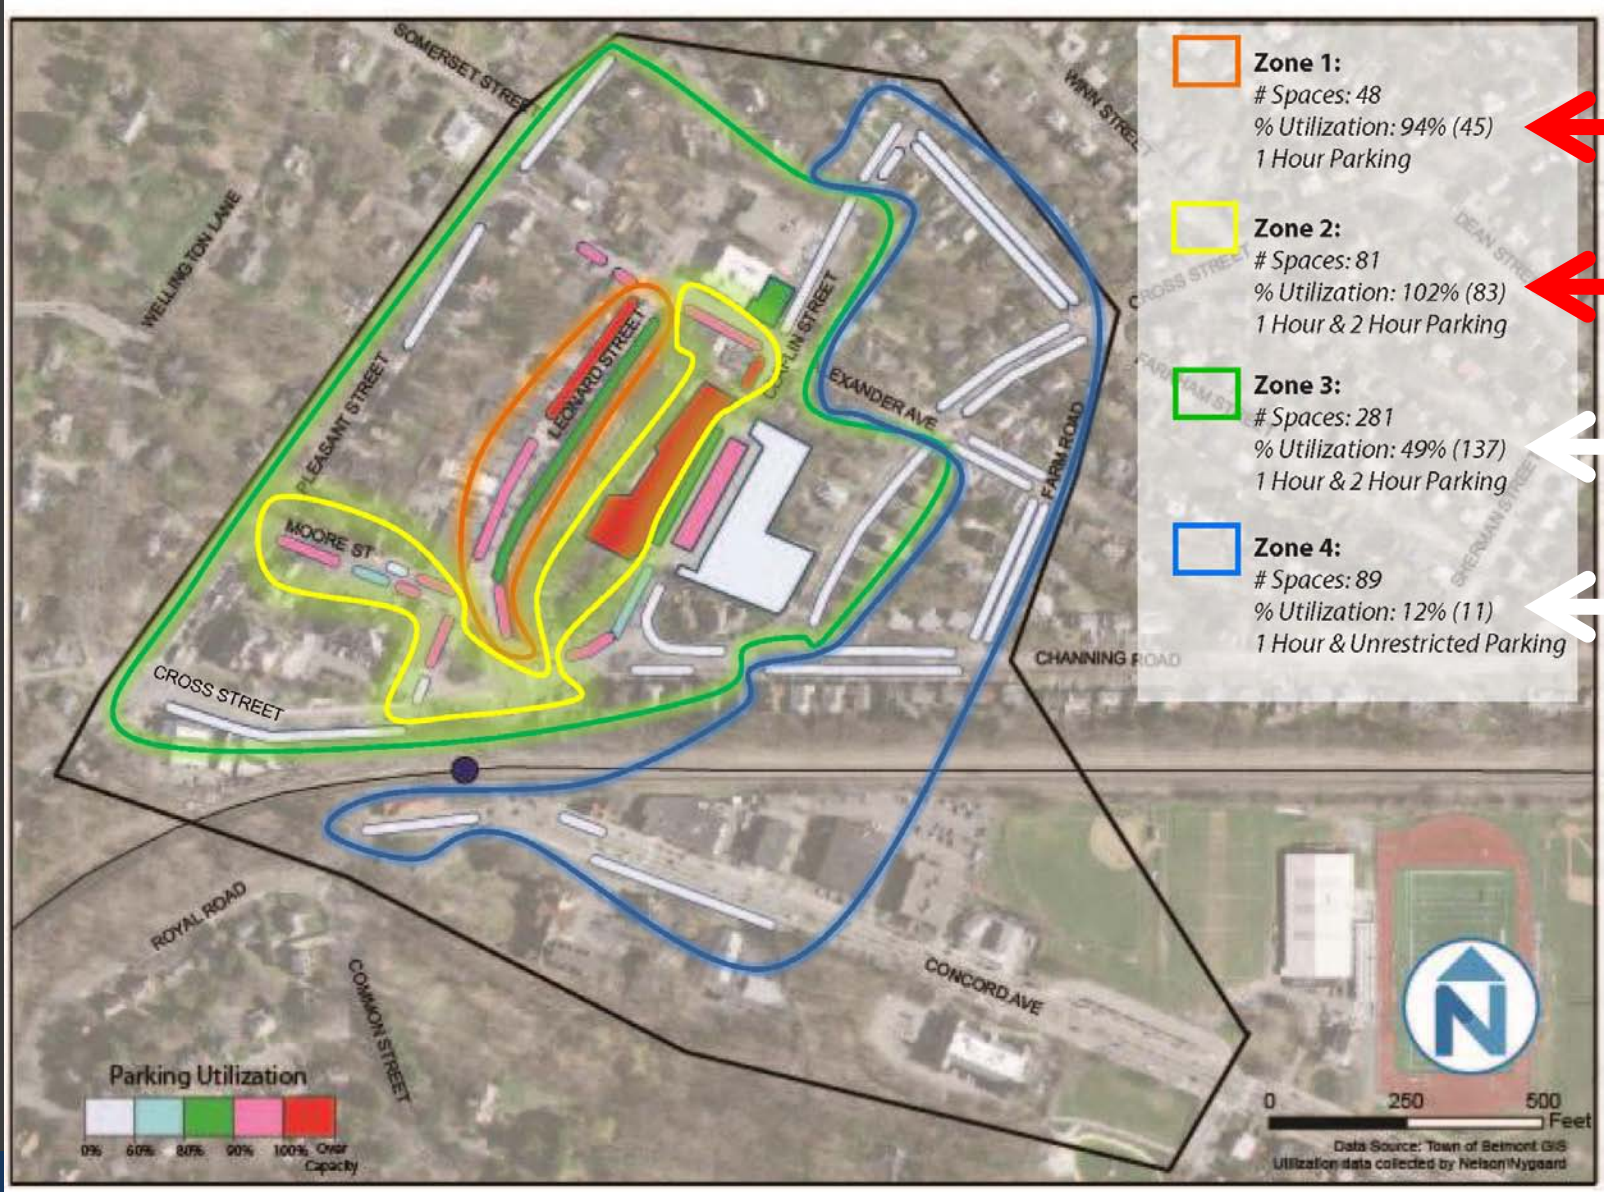 SOMERSET STREET
WINN STREET
WELLINGTON LANE
PLEASANT STREET
LEONARD STREET
EXANDER AVE
FARM ROAD
MOORE ST
CROSS STREET
CHANNING ROAD
ROYAL ROAD
COMMON STREET
CONCORD AVE
CROSS STREET
SHERMAN STREET
Zone 1:
# Spaces: 48
% Utilization: 94% (45)
1 Hour Parking
Zone 2:
# Spaces: 81
% Utilization: 102% (83)
1 Hour & 2 Hour Parking
Zone 3:
# Spaces: 281
% Utilization: 49% (137)
1 Hour & 2 Hour Parking
Zone 4:
# Spaces: 89
% Utilization: 12% (11)
1 Hour & Unrestricted Parking
Parking Utilization
0% 60% 80% 90% 100% Over
Capacity
N
0 250 500
Feet
Data Source: Town of Belmont GIS
Utilization data collected by Nelson\Nygaard